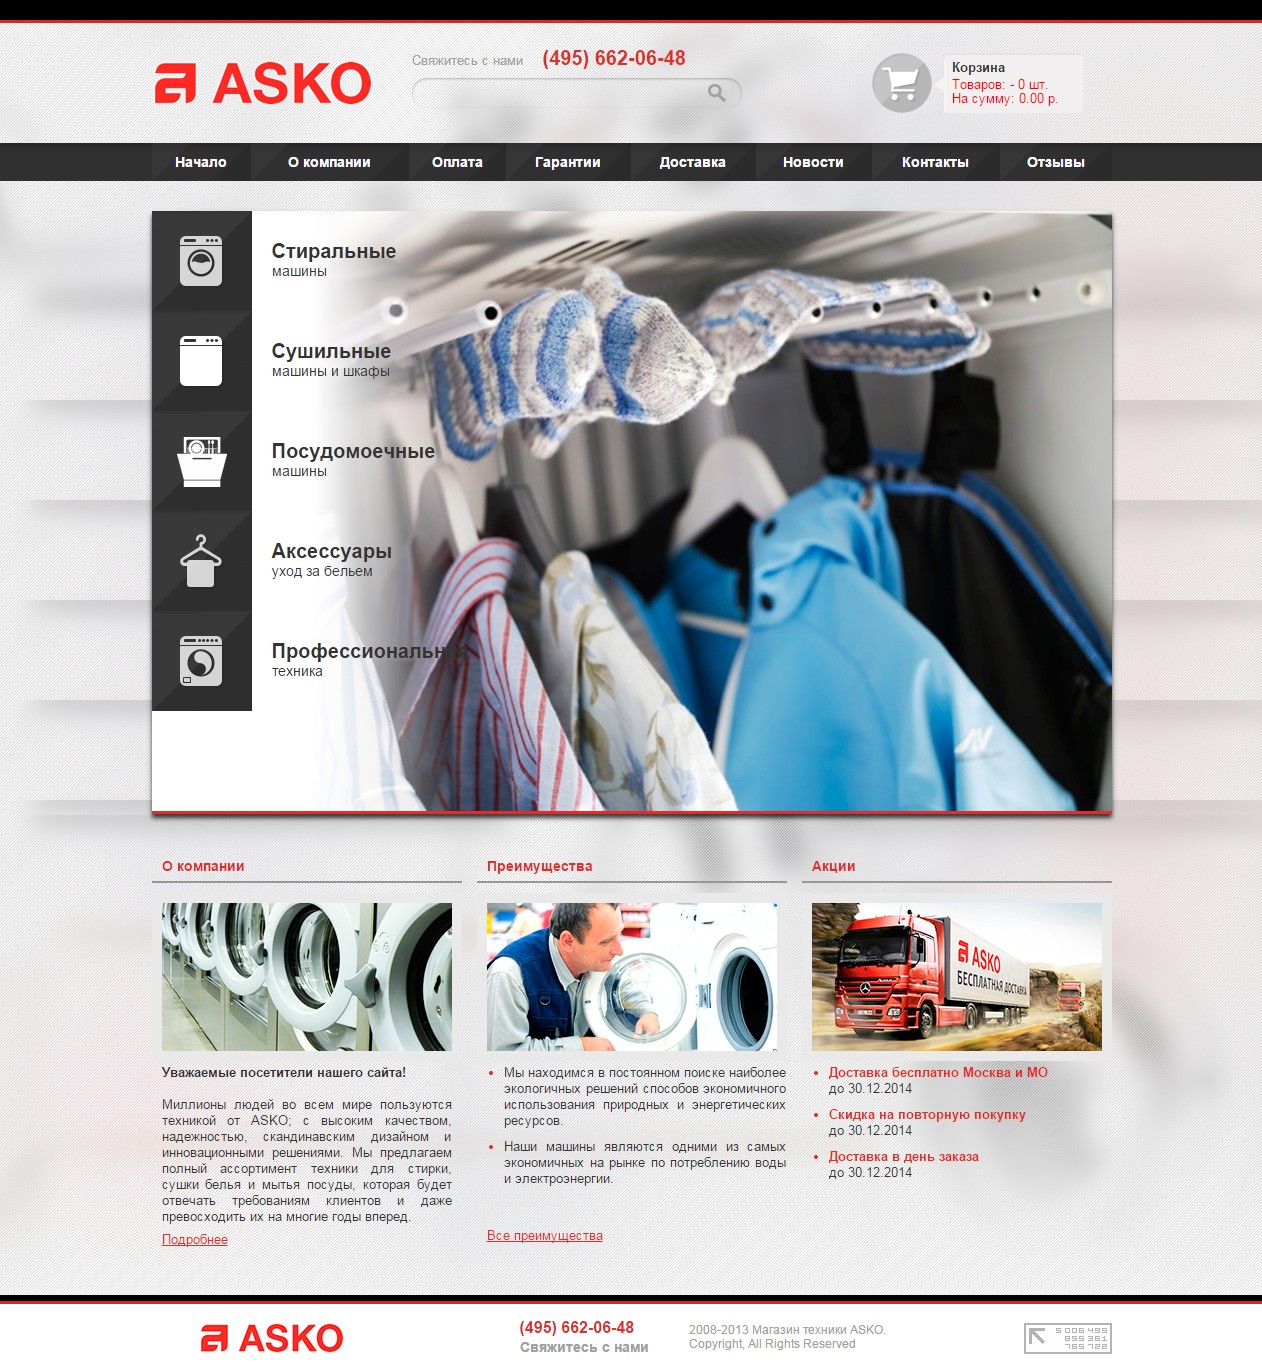 ASKO
Свяжитесь с нами (495) 662-06-48
Корзина
Товаров: - 0 шт.
На сумму: 0.00 р.
Начало О компании Оплата Гарантии Доставка Новости Контакты Отзывы
Стиральные
машины
Сушильные
машины и шкафы
Посудомоечные
машины
Аксессуары
уход за бельем
Профессиональная
техника
О компании
Преимущества
Акции
ASKO
БЕСПЛАТНАЯ ДОСТАВКА
Уважаемые посетители нашего сайта!
Миллионы людей во всем мире пользуются
техникой от ASKO; с высоким качеством,
надежностью, скандинавским дизайном и
инновационными решениями. Мы предлагаем
полный ассортимент техники для стирки,
сушки белья и мытья посуды, которая будет
отвечать требованиям клиентов и даже
превосходить их на многие годы вперед.
Подробнее
Мы находимся в постоянном поиске наиболее
экологичных решений способов экономичного
использования природных и энергетических
ресурсов.
Наши машины являются одними из самых
экономичных на рынке по потреблению воды
и электроэнергии.
Все преимущества
Доставка бесплатно Москва и МО
до 30.12.2014
Скидка на повторную покупку
до 30.12.2014
Доставка в день заказа
до 30.12.2014
ASKO
(495) 662-06-48
Свяжитесь с нами
2008-2013 Магазин техники ASKO.
Copyright, All Rights Reserved
5 006 495
855 361
765 722